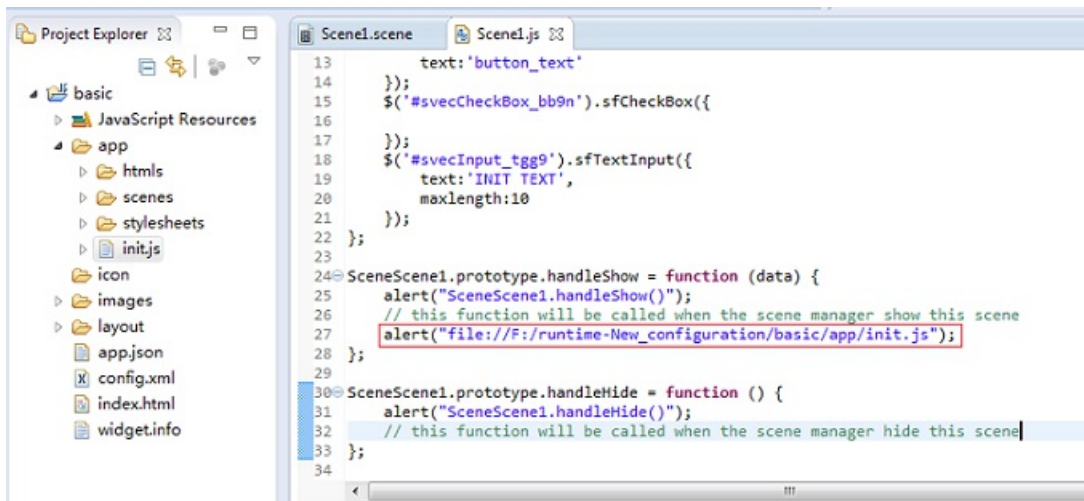 Project Explorer
basic
JavaScript Resources
app
htmls
scenes
stylesheets
init.js
icon
images
layout
app.json
config.xml
index.html
widget.info
Scene1.scene
Scene1.js
13 text:'button_text'
14 });
15 $('#svecCheckBox_bb9n').sfCheckBox({
16
17 });
18 $('#svecInput_tgg9').sfTextInput({
19 text:'INIT TEXT',
20 maxlength:10
21 });
22 };
23
24 SceneScene1.prototype.handleShow = function (data) {
25 alert("SceneScene1.handleShow()");
26 // this function will be called when the scene manager show this scene
27 alert("file://F:/runtime-New_configuration/basic/app/init.js");
28 };
29
30 SceneScene1.prototype.handleHide = function () {
31 alert("SceneScene1.handleHide()");
32 // this function will be called when the scene manager hide this scene
33 };
34